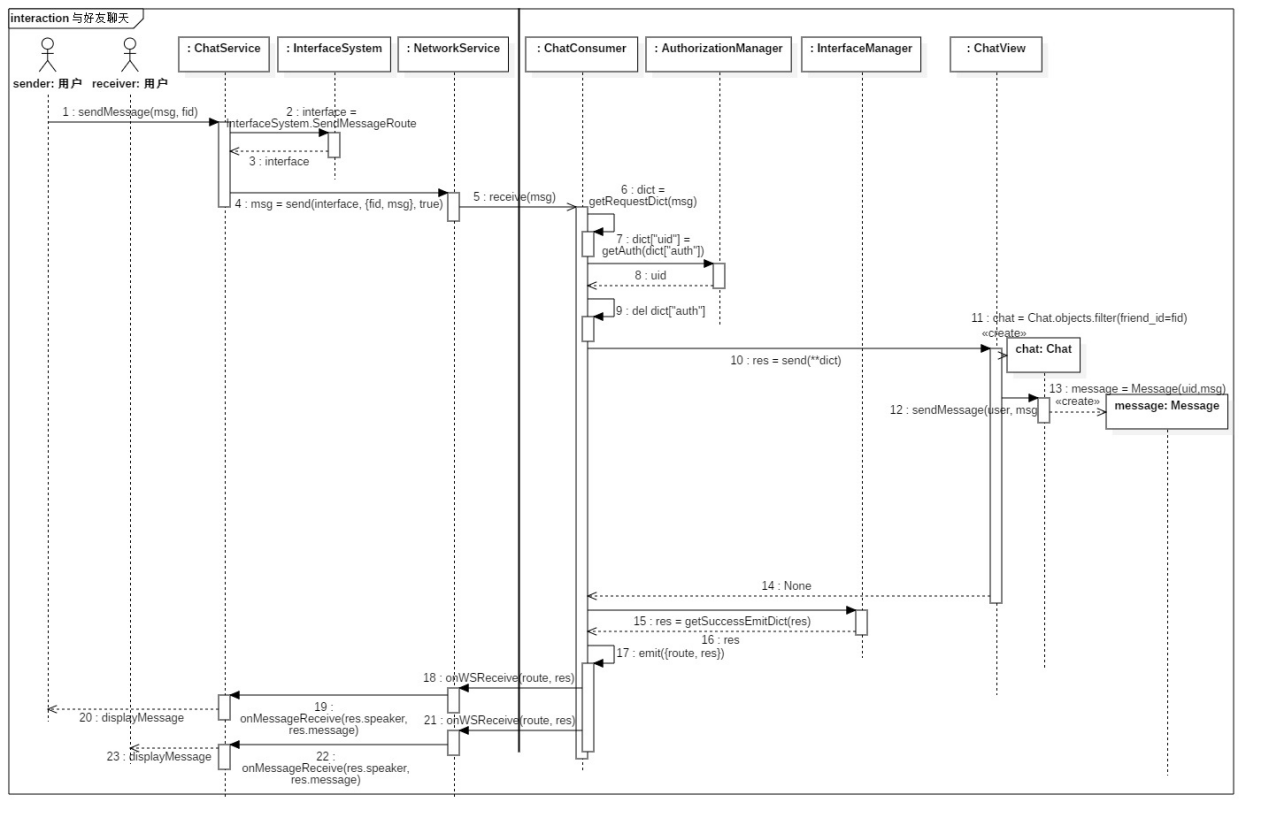 interaction 与好友聊天
sender: 用户
receiver: 用户
: ChatService
: InterfaceSystem
: NetworkService
: ChatConsumer
: AuthorizationManager
: InterfaceManager
: ChatView
1 : sendMessage(msg, fid)
2 : interface =
InterfaceSystem.SendMessageRoute
3 : interface
4 : msg = send(interface, {fid, msg}, true)
5 : receive(msg)
6 : dict =
getRequestDict(msg)
7 : dict["uid"] =
getAuth(dict["auth"])
8 : uid
9 : del dict["auth"]
10 : res = send(**dict)
11 : chat = Chat.objects.filter(friend_id=fid)
«create»
chat: Chat
12 : sendMessage(user, msg
13 : message = Message(uid,msg)
«create»
message: Message
14 : None
15 : res = getSuccessEmitDict(res)
16 : res
17 : emit({route, res})
18 : onWSReceive(route, res)
19 :
onMessageReceive(res.speaker,
res.message)
20 : displayMessage
21 : onWSReceive(route, res)
22 :
onMessageReceive(res.speaker,
res.message)
23 : displayMessage